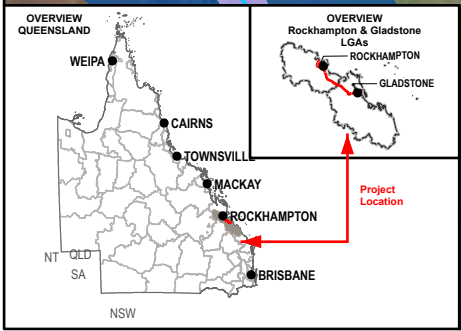 OVERVIEW
QUEENSLAND
WEIPA
CAIRNS
TOWNSVILLE
MACKAY
ROCKHAMPTON
BRISBANE
NT
QLD
SA
NSW
OVERVIEW
Rockhampton & Gladstone
LGAs
ROCKHAMPTON
GLADSTONE
Project
Location